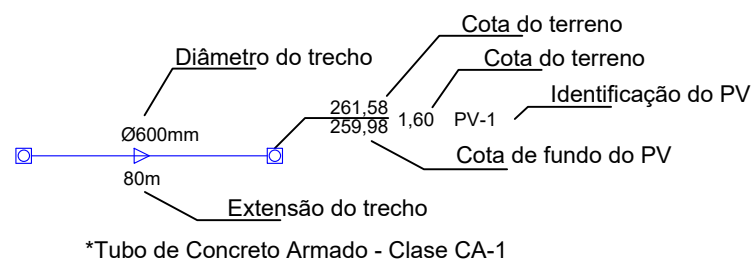 Cota do terreno
Diâmetro do trecho
Cota do terreno
Identificação do PV
261,58
1,60
PV-1
259,98
Ø600mm
Cota de fundo do PV
80m
Extensão do trecho
*Tubo de Concreto Armado - Clase CA-1